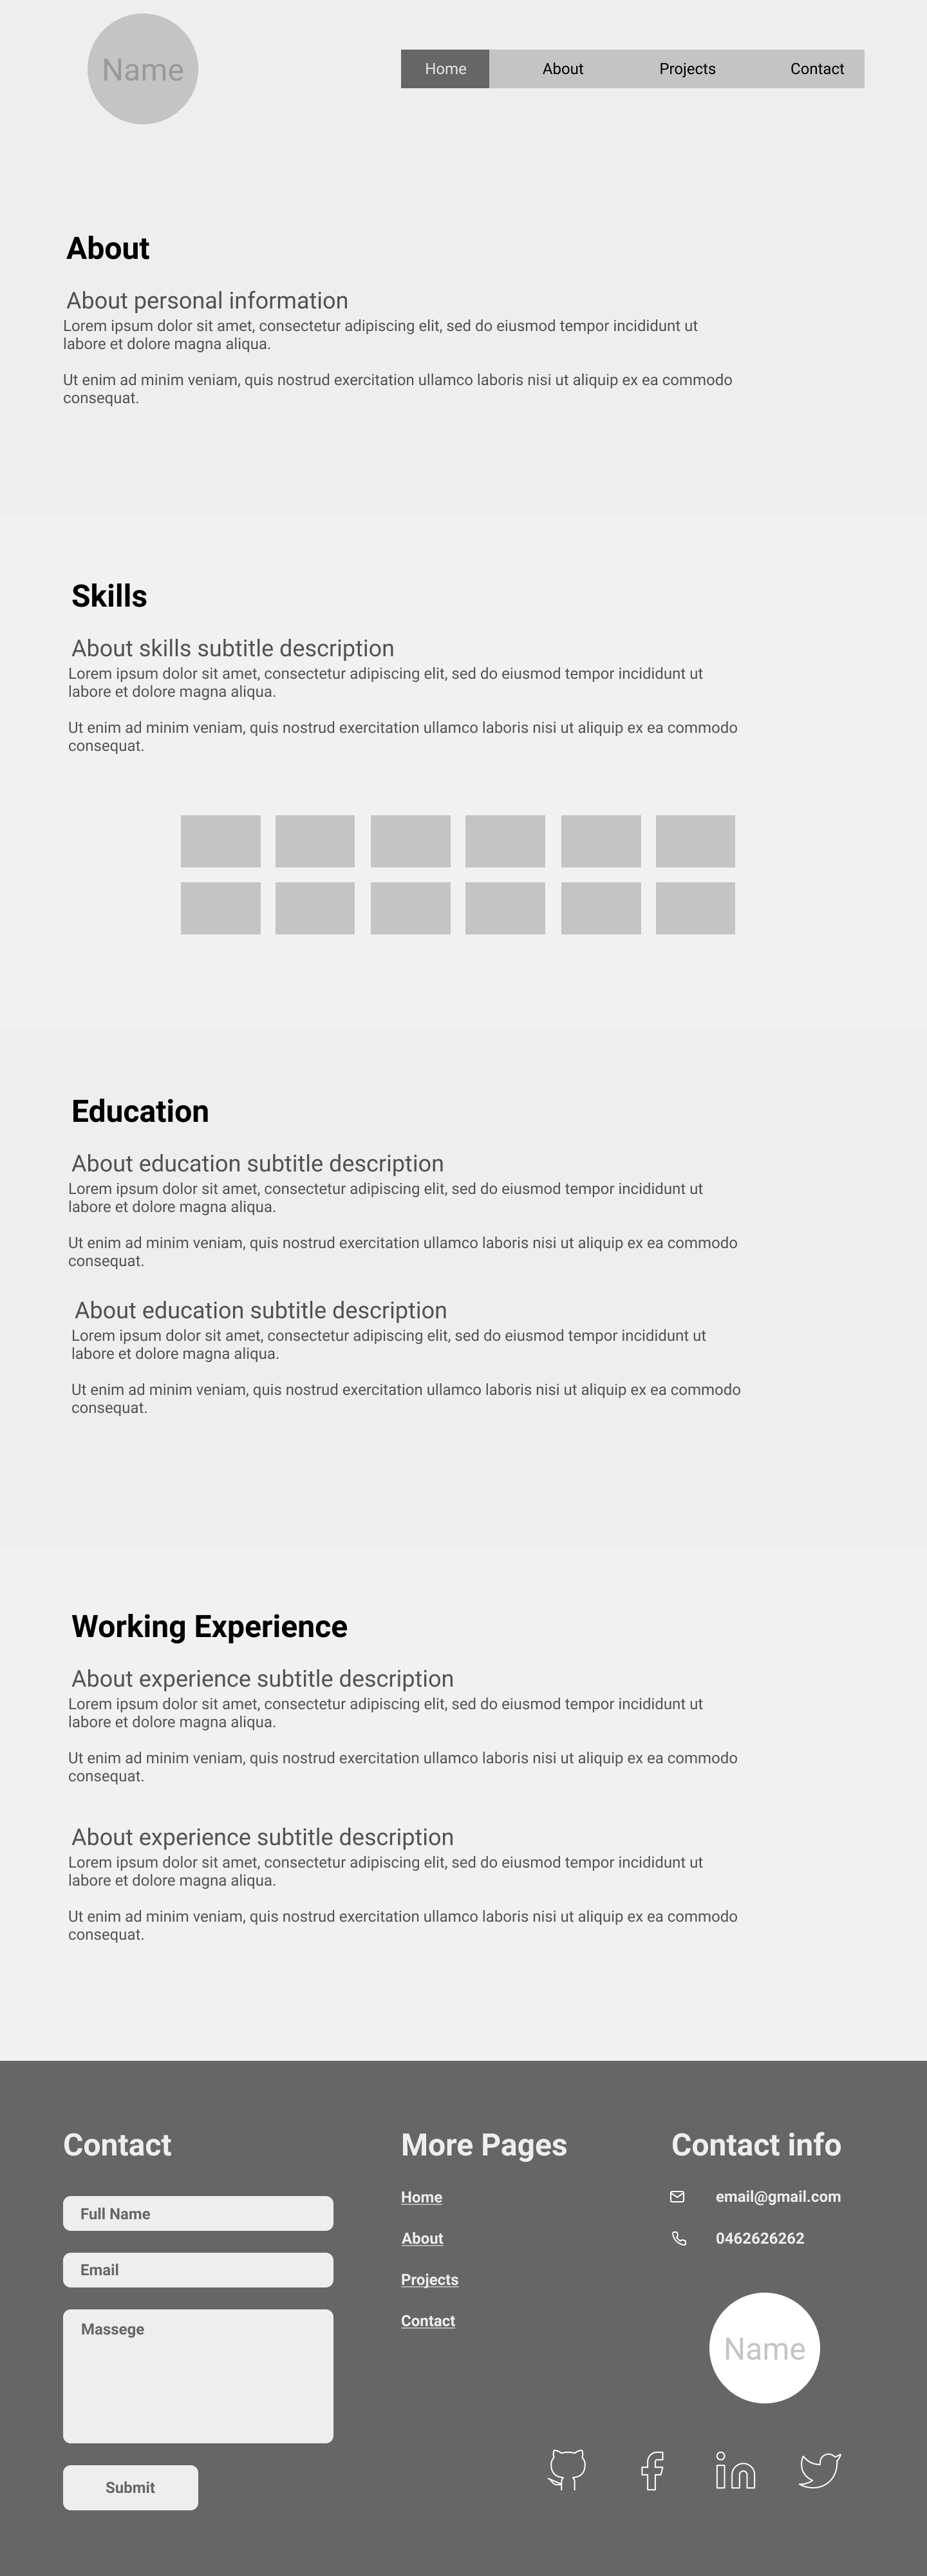 Name
Home About Projects Contact
About
About personal information
Lorem ipsum dolor sit amet, consectetur adipiscing elit, sed do eiusmod tempor incididunt ut
labore et dolore magna aliqua.
Ut enim ad minim veniam, quis nostrud exercitation ullamco laboris nisi ut aliquip ex ea commodo
consequat.
Skills
About skills subtitle description
Lorem ipsum dolor sit amet, consectetur adipiscing elit, sed do eiusmod tempor incididunt ut
labore et dolore magna aliqua.
Ut enim ad minim veniam, quis nostrud exercitation ullamco laboris nisi ut aliquip ex ea commodo
consequat.
Education
About education subtitle description
Lorem ipsum dolor sit amet, consectetur adipiscing elit, sed do eiusmod tempor incididunt ut
labore et dolore magna aliqua.
Ut enim ad minim veniam, quis nostrud exercitation ullamco laboris nisi ut aliquip ex ea commodo
consequat.
About education subtitle description
Lorem ipsum dolor sit amet, consectetur adipiscing elit, sed do eiusmod tempor incididunt ut
labore et dolore magna aliqua.
Ut enim ad minim veniam, quis nostrud exercitation ullamco laboris nisi ut aliquip ex ea commodo
consequat.
Working Experience
About experience subtitle description
Lorem ipsum dolor sit amet, consectetur adipiscing elit, sed do eiusmod tempor incididunt ut
labore et dolore magna aliqua.
Ut enim ad minim veniam, quis nostrud exercitation ullamco laboris nisi ut aliquip ex ea commodo
consequat.
About experience subtitle description
Lorem ipsum dolor sit amet, consectetur adipiscing elit, sed do eiusmod tempor incididunt ut
labore et dolore magna aliqua.
Ut enim ad minim veniam, quis nostrud exercitation ullamco laboris nisi ut aliquip ex ea commodo
consequat.
Contact
Full Name
Email
Massege
Submit
More Pages
Home
About
Projects
Contact
Contact info
email@gmail.com
0462626262
Name